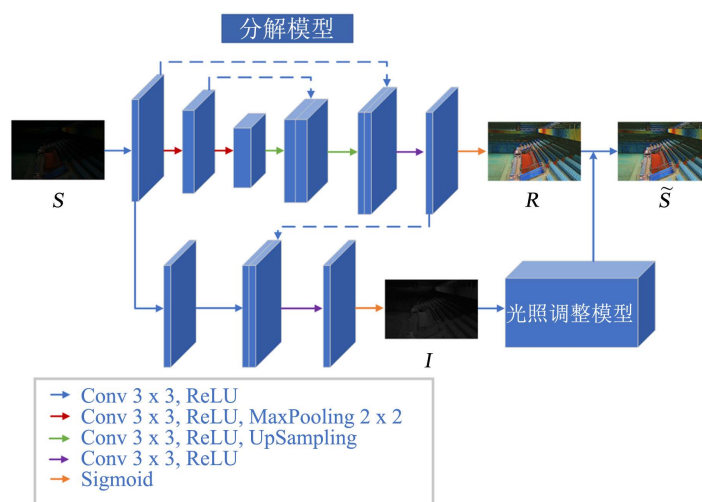 分解模型
S
R
S̃
光照调整模型
I
Conv 3 x 3, ReLU
Conv 3 x 3, ReLU, MaxPooling 2 x 2
Conv 3 x 3, ReLU, UpSampling
Conv 3 x 3, ReLU
Sigmoid